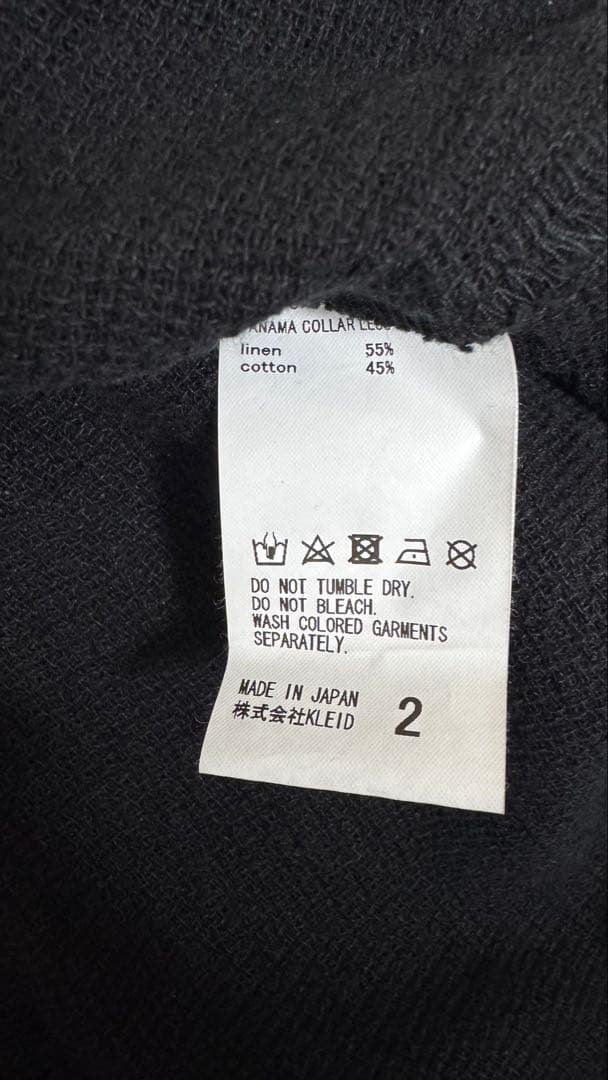 COLLAR
linen 55%
cotton 45%
DO NOT TUMBLE DRY.
DO NOT BLEACH.
WASH COLORED GARMENTS
SEPARATELY.
MADE IN JAPAN
株式会社KLEID
2